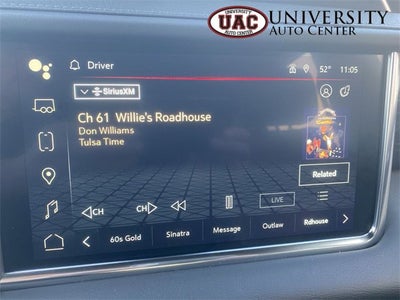 UAC
UNIVERSITY
AUTO CENTER
Driver
52°
11:05
SiriusXM
Ch 61 Willie's Roadhouse
Don Williams
Tulsa Time
Related
CH
CH
LIVE
60s Gold
Sinatra
Message
Outlaw
Rdhouse